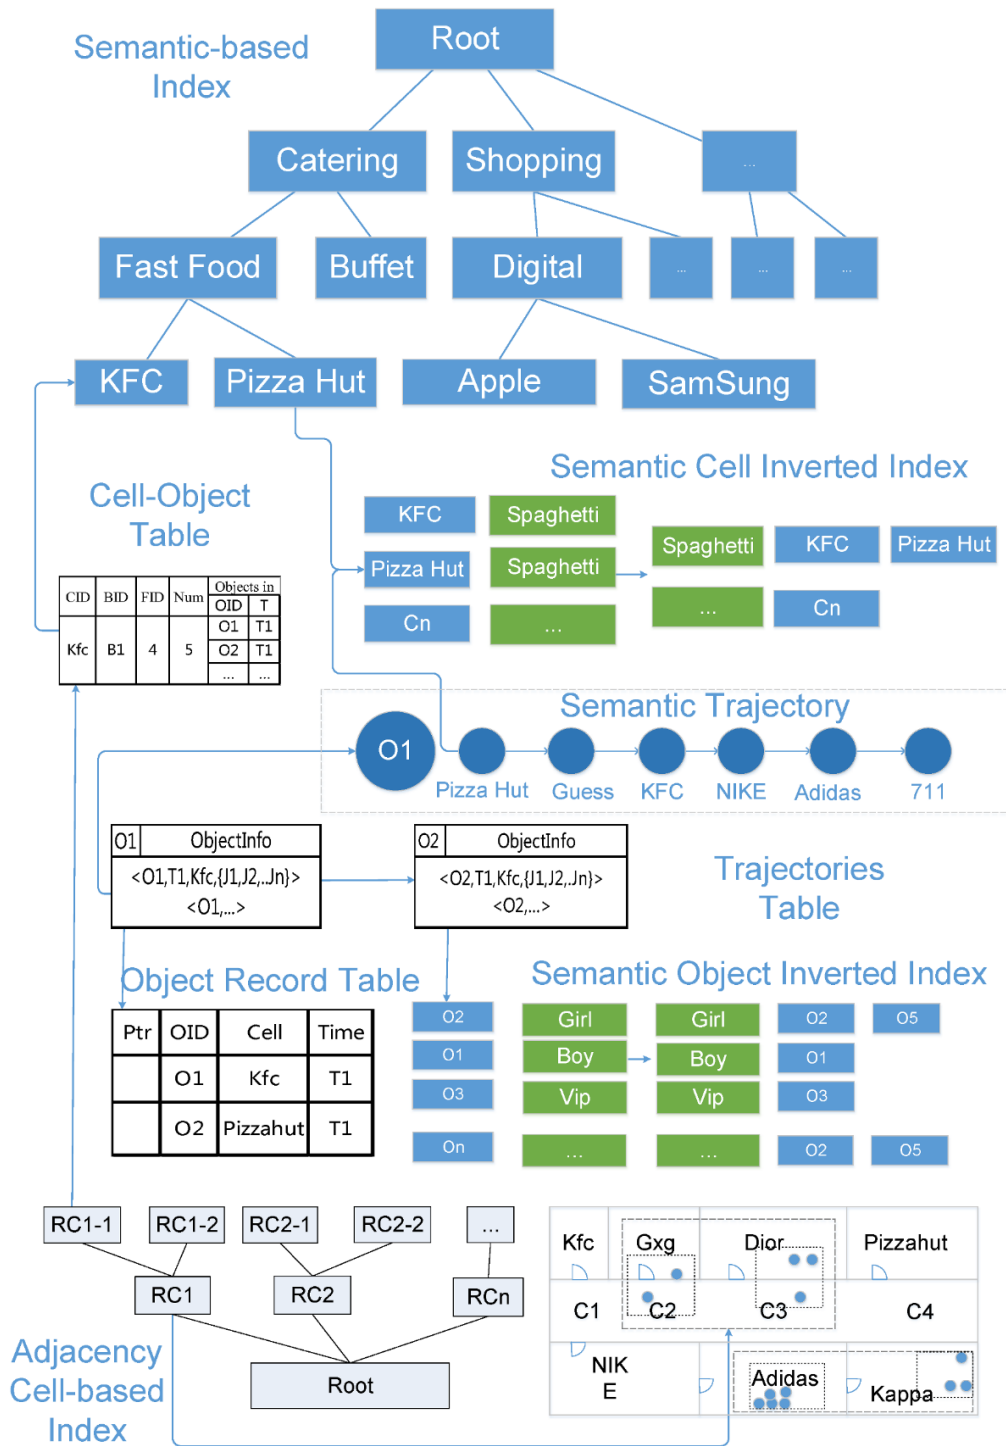 Semantic-based
Index
Root
Catering
Shopping
...
Fast Food
Buffet
Digital
...
...
...
KFC
Pizza Hut
Apple
SamSung
Semantic Cell Inverted Index
Cell-Object
Table
KFC
Spaghetti
Spaghetti
KFC
Pizza Hut
Pizza Hut
Spaghetti
...
Cn
Cn
...
CID BID FID Num Objects in
OID T
Kfc B1 4 5
O1 T1
O2 T1
... ...
Semantic Trajectory
O1
Pizza Hut
Guess
KFC
NIKE
Adidas
711
O1 ObjectInfo
<O1,T1,Kfc,{J1,J2,..Jn}>
<O1,...>
O2 ObjectInfo
<O2,T1,Kfc,{J1,J2,..Jn}>
<O2,...>
Trajectories
Table
Object Record Table
Semantic Object Inverted Index
Ptr OID Cell Time
O1 Kfc T1
O2 Pizzahut T1
O2 Girl Girl O2 O5
O1 Boy Boy O1
O3 Vip Vip O3
On ... ... O2 O5
RC1-1
RC1-2
RC2-1
RC2-2
...
RC1
RC2
RCn
Root
Adjacency
Cell-based
Index
Kfc
Gxg
Dior
Pizzahut
C1
C2
C3
C4
NIK
E
Adidas
Kappa